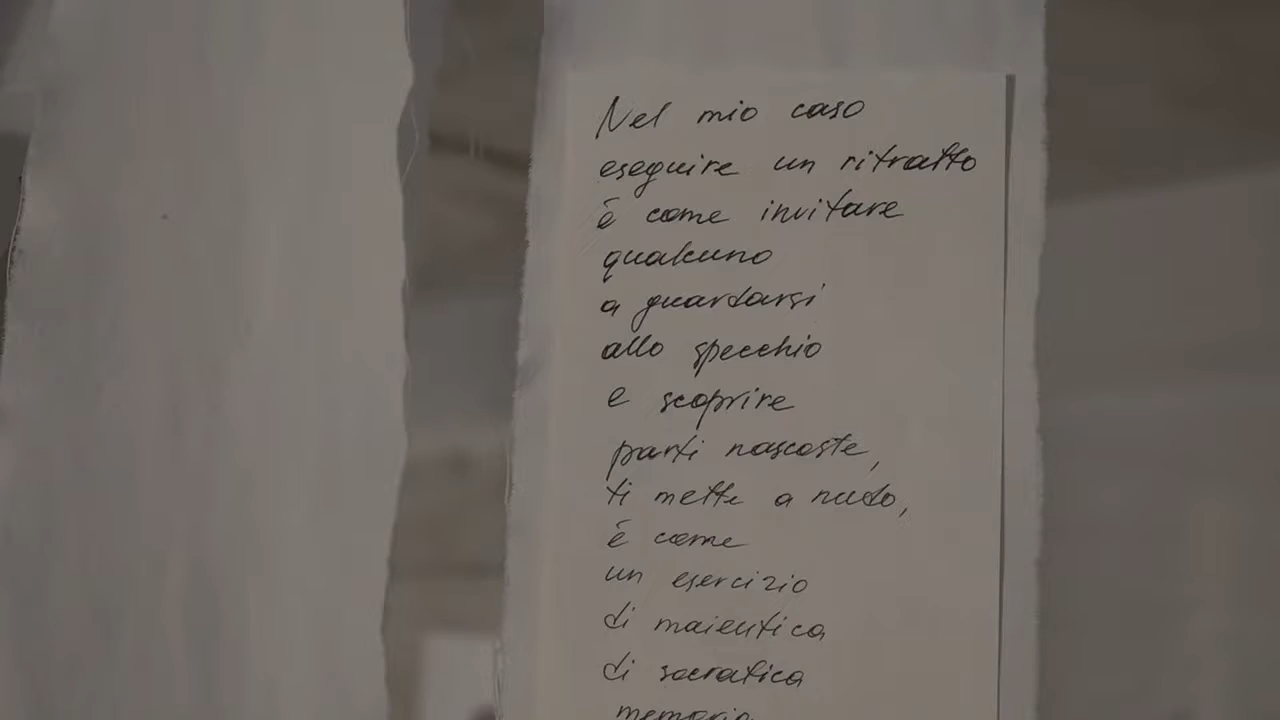 Nel mio caso
eseguire un ritratto
è come invitare
qualcuno
a guardarsi
allo specchio
e scoprire
parti nascoste,
ti mette a nudo,
è come
un esercizio
di maieutica
di socratica
memoria